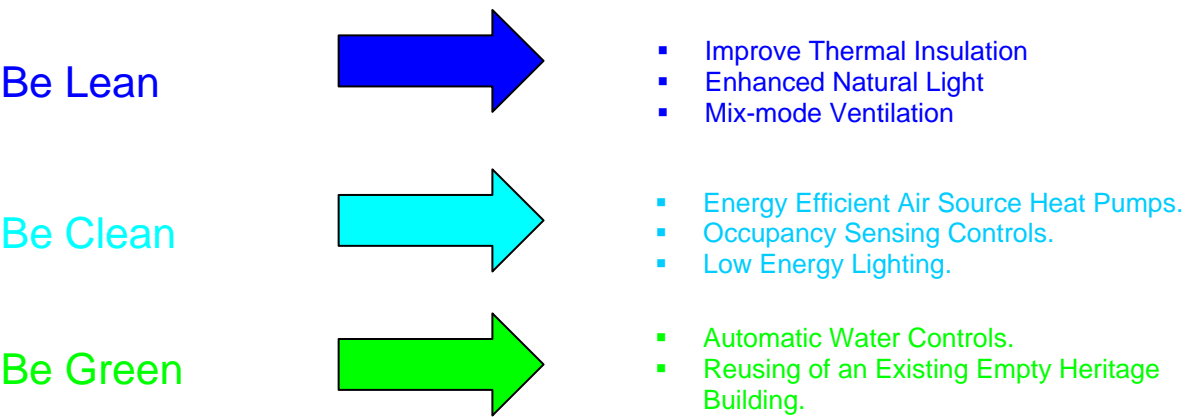 Be Lean
▪ Improve Thermal Insulation
▪ Enhanced Natural Light
▪ Mix-mode Ventilation
Be Clean
▪ Energy Efficient Air Source Heat Pumps.
▪ Occupancy Sensing Controls.
▪ Low Energy Lighting.
Be Green
▪ Automatic Water Controls.
▪ Reusing of an Existing Empty Heritage
Building.